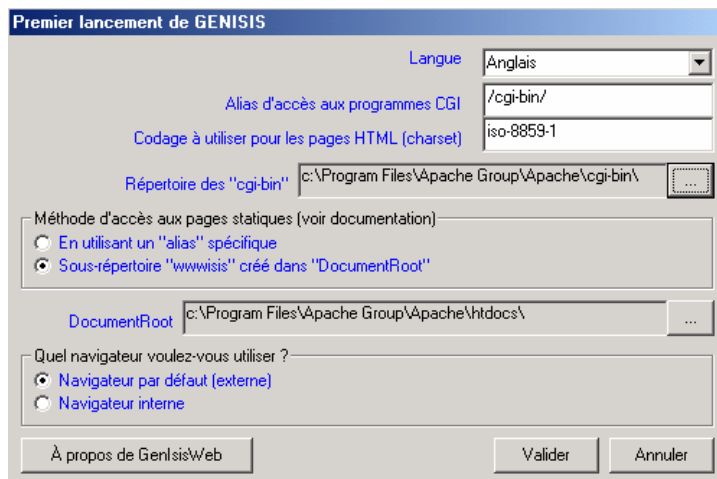 Premier lancement de GENISIS
Langue Anglais
Alias d'accès aux programmes CGI /cgi-bin/
Codage à utiliser pour les pages HTML (charset) iso-8859-1
Répertoire des "cgi-bin" c:\Program Files\Apache Group\Apache\cgi-bin\ ...
Méthode d'accès aux pages statiques (voir documentation)
En utilisant un "alias" spécifique
Sous-répertoire "wwwisis" créé dans "DocumentRoot"
DocumentRoot c:\Program Files\Apache Group\Apache\htdocs\ ...
Quel navigateur voulez-vous utiliser ?
Navigateur par défaut (externe)
Navigateur interne
À propos de GenIsisWeb Valider Annuler